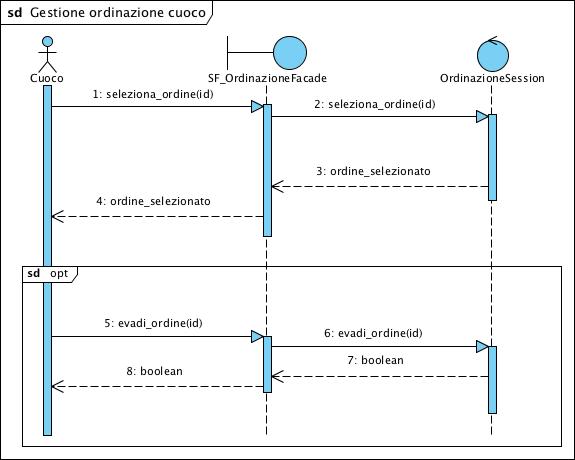 sd Gestione ordinazione cuoco
Cuoco
SF_OrdinazioneFacade
OrdinazioneSession
1: seleziona_ordine(id)
2: seleziona_ordine(id)
3: ordine_selezionato
4: ordine_selezionato
sd opt
5: evadi_ordine(id)
6: evadi_ordine(id)
7: boolean
8: boolean